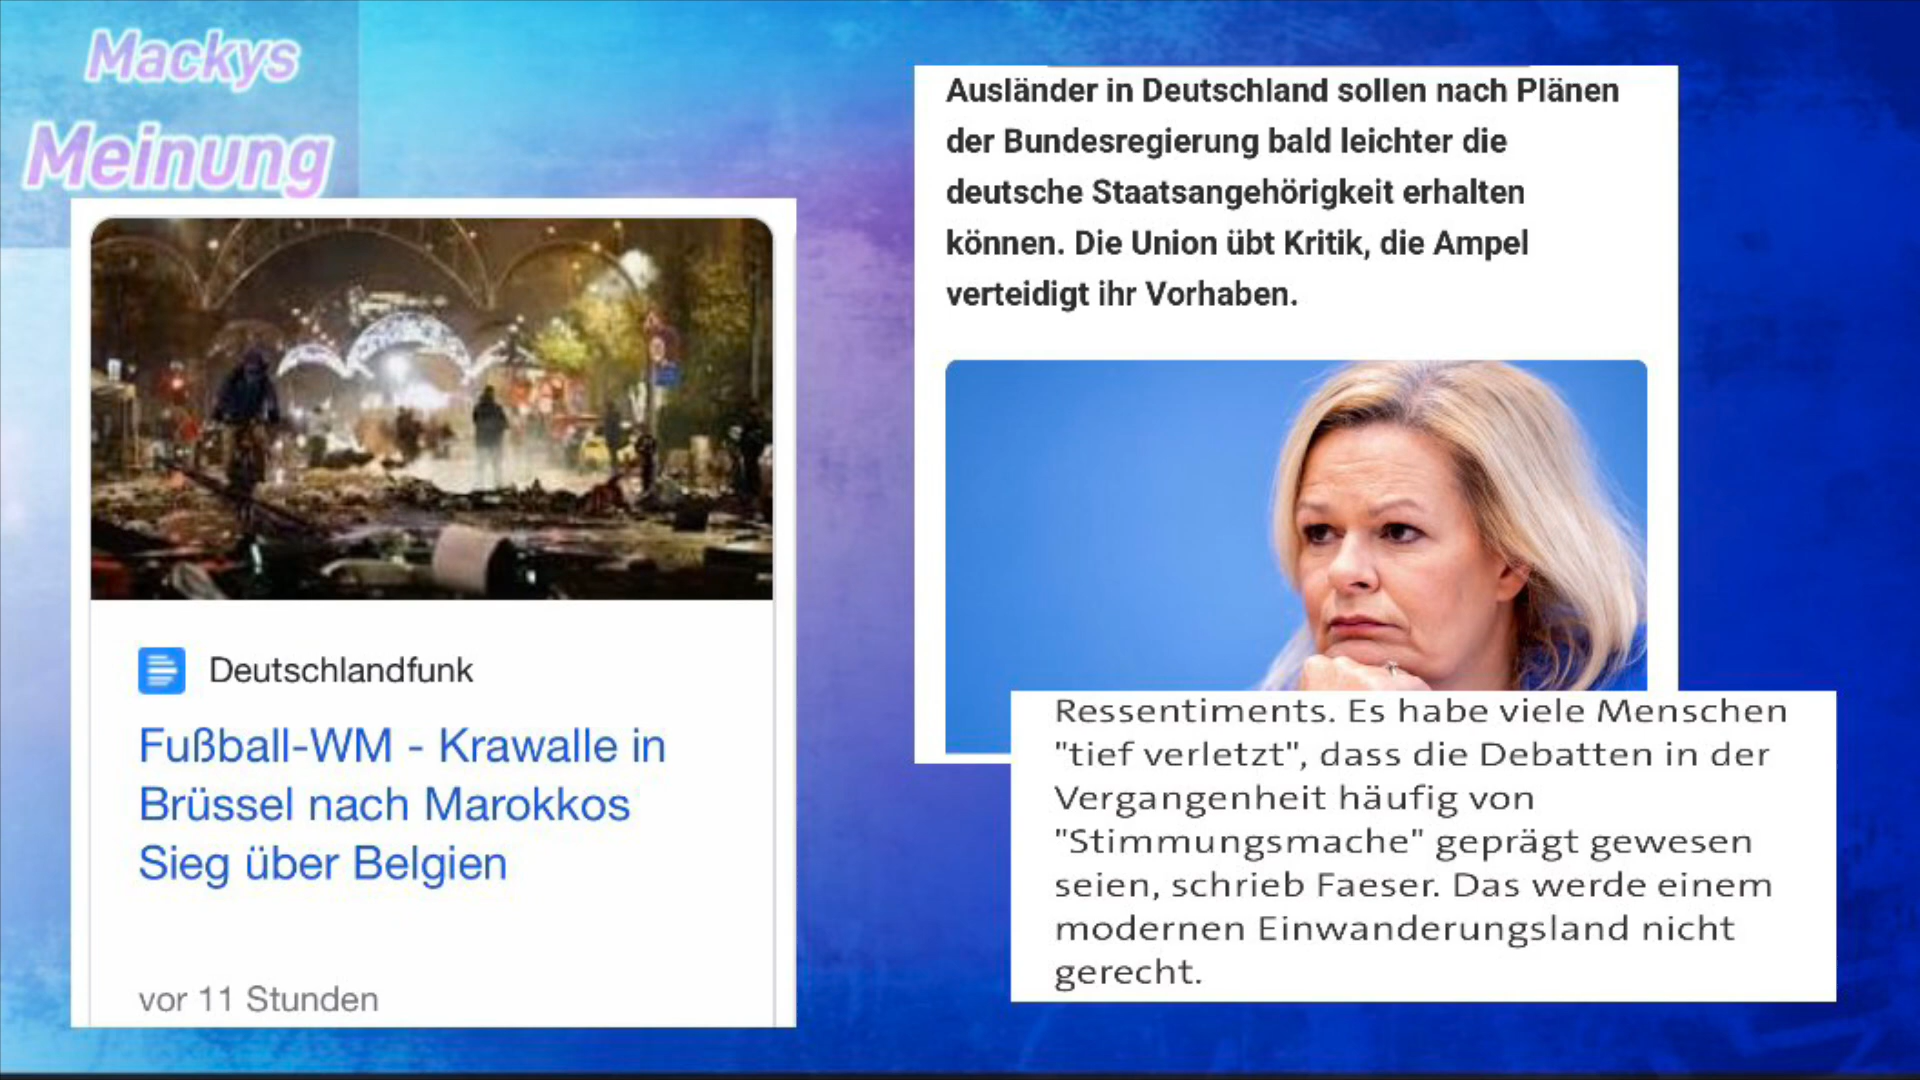 Mackys
Meinung
Deutschlandfunk
Fußball-WM - Krawalle in
Brüssel nach Marokkos
Sieg über Belgien
vor 11 Stunden
Ausländer in Deutschland sollen nach Plänen
der Bundesregierung bald leichter die
deutsche Staatsangehörigkeit erhalten
können. Die Union übt Kritik, die Ampel
verteidigt ihr Vorhaben.
Ressentiments. Es habe viele Menschen
"tief verletzt", dass die Debatten in der
Vergangenheit häufig von
"Stimmungsmache" geprägt gewesen
seien, schrieb Faeser. Das werde einem
modernen Einwanderungsland nicht
gerecht.